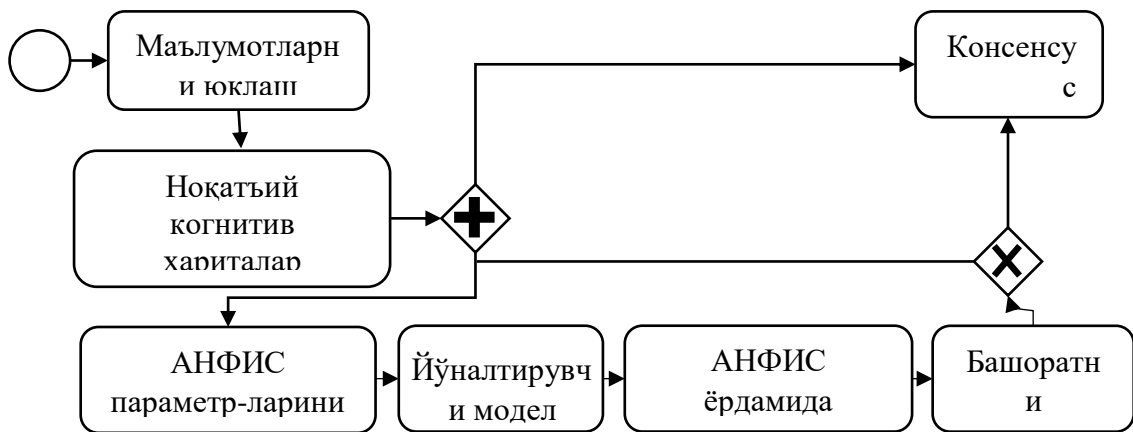 Маълумотларн
и юклаш
Консенсу
с
Ноқатъий
когнитив
хариталар
АНФИС
параметр-ларини
Йўналтирувч
и модел
АНФИС
ёрдамида
Башоратн
и